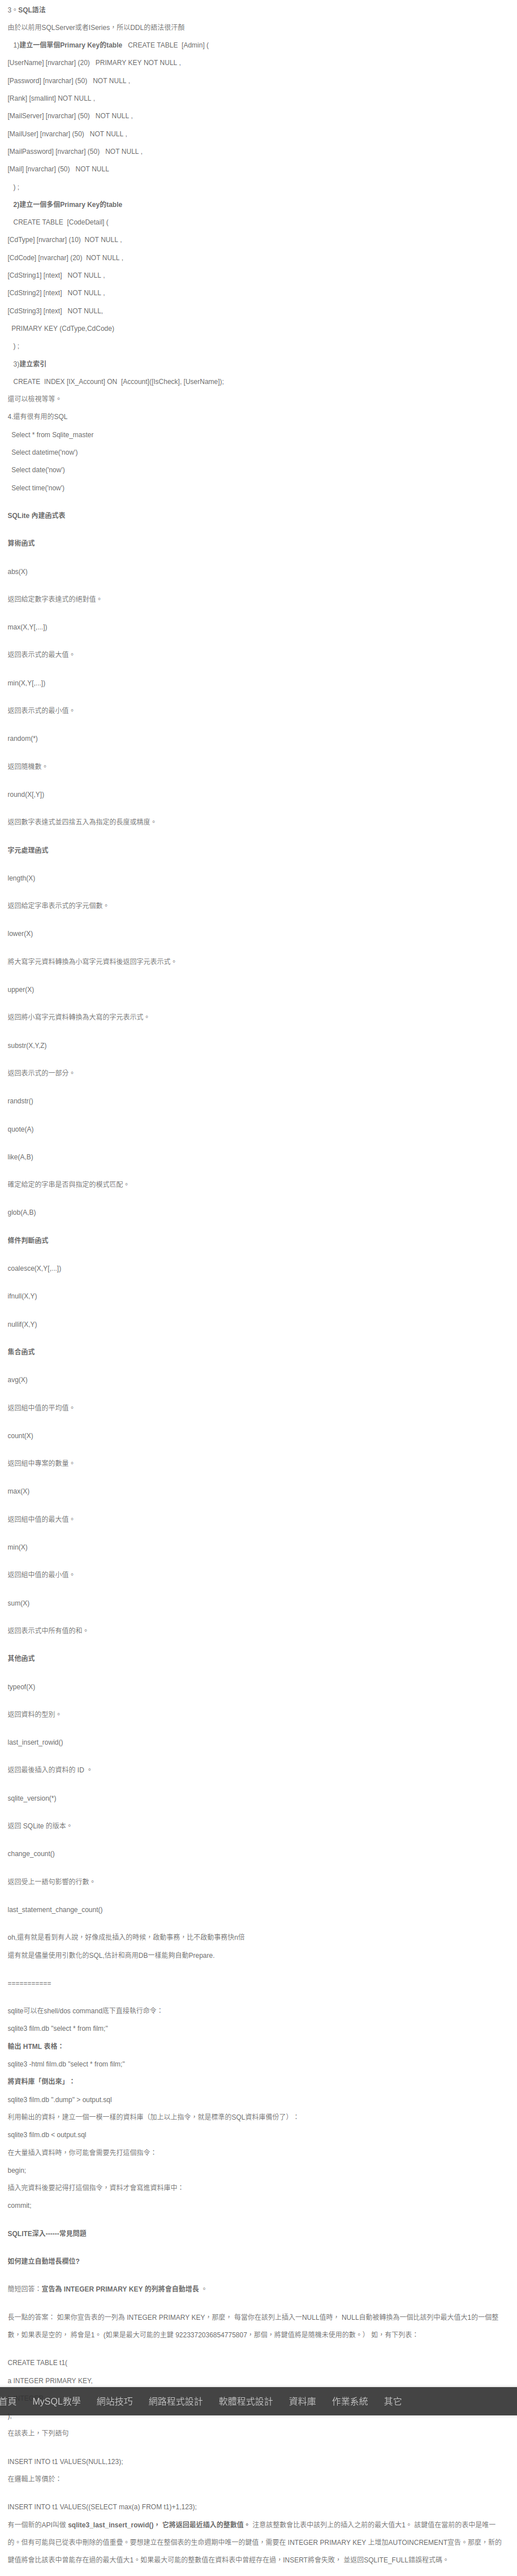 3。SQL語法
由於以前用SQLServer或者ISeries，所以DDL的語法很汗顏
1)建立一個單個Primary Key的table   CREATE TABLE  [Admin] (
[UserName] [nvarchar] (20)   PRIMARY KEY NOT NULL ,
[Password] [nvarchar] (50)   NOT NULL ,
[Rank] [smallint] NOT NULL ,
[MailServer] [nvarchar] (50)   NOT NULL ,
[MailUser] [nvarchar] (50)   NOT NULL ,
[MailPassword] [nvarchar] (50)   NOT NULL ,
[Mail] [nvarchar] (50)   NOT NULL
) ;
2)建立一個多個Primary Key的table
CREATE TABLE  [CodeDetail] (
[CdType] [nvarchar] (10)  NOT NULL ,
[CdCode] [nvarchar] (20)  NOT NULL ,
[CdString1] [ntext]   NOT NULL ,
[CdString2] [ntext]   NOT NULL ,
[CdString3] [ntext]   NOT NULL,
PRIMARY KEY (CdType,CdCode)
) ;
3)建立索引
CREATE  INDEX [IX_Account] ON  [Account]([IsCheck], [UserName]);
還可以檢視等等。
4.還有很有用的SQL
Select * from Sqlite_master
Select datetime('now')
Select date('now')
Select time('now')
SQLite 內建函式表
算術函式
abs(X)
返回給定數字表達式的絕對值。
max(X,Y[,...])
返回表示式的最大值。
min(X,Y[,...])
返回表示式的最小值。
random(*)
返回隨機數。
round(X[,Y])
返回數字表達式並四捨五入為指定的長度或精度。
字元處理函式
length(X)
返回給定字串表示式的字元個數。
lower(X)
將大寫字元資料轉換為小寫字元資料後返回字元表示式。
upper(X)
返回將小寫字元資料轉換為大寫的字元表示式。
substr(X,Y,Z)
返回表示式的一部分。
randstr()
quote(A)
like(A,B)
確定給定的字串是否與指定的模式匹配。
glob(A,B)
條件判斷函式
coalesce(X,Y[,...])
ifnull(X,Y)
nullif(X,Y)
集合函式
avg(X)
返回組中值的平均值。
count(X)
返回組中專案的數量。
max(X)
返回組中值的最大值。
min(X)
返回組中值的最小值。
sum(X)
返回表示式中所有值的和。
其他函式
typeof(X)
返回資料的型別。
last_insert_rowid()
返回最後插入的資料的 ID 。
sqlite_version(*)
返回 SQLite 的版本。
change_count()
返回受上一語句影響的行數。
last_statement_change_count()
oh,還有就是看到有人說，好像成批插入的時候，啟動事務，比不啟動事務快n倍
還有就是儘量使用引數化的SQL,估計和商用DB一樣能夠自動Prepare.
===========
sqlite可以在shell/dos command底下直接執行命令：
sqlite3 film.db "select * from film;"
輸出 HTML 表格：
sqlite3 -html film.db "select * from film;"
將資料庫「倒出來」：
sqlite3 film.db ".dump" > output.sql
利用輸出的資料，建立一個一模一樣的資料庫（加上以上指令，就是標準的SQL資料庫備份了）：
sqlite3 film.db < output.sql
在大量插入資料時，你可能會需要先打這個指令：
begin;
插入完資料後要記得打這個指令，資料才會寫進資料庫中：
commit;
SQLITE深入------常見問題
如何建立自動增長欄位?
簡短回答：宣告為 INTEGER PRIMARY KEY 的列將會自動增長 。
長一點的答案： 如果你宣告表的一列為 INTEGER PRIMARY KEY，那麼， 每當你在該列上插入一NULL值時， NULL自動被轉換為一個比該列中最大值大1的一個整
數，如果表是空的， 將會是1。 (如果是最大可能的主鍵 9223372036854775807，那個，將鍵值將是隨機未使用的數。） 如，有下列表：
CREATE TABLE t1(
a INTEGER PRIMARY KEY,
首頁 MySQL教學 網站技巧 網路程式設計 軟體程式設計 資料庫 作業系統 其它
);
在該表上，下列語句
INSERT INTO t1 VALUES(NULL,123);
在邏輯上等價於：
INSERT INTO t1 VALUES((SELECT max(a) FROM t1)+1,123);
有一個新的API叫做 sqlite3_last_insert_rowid()， 它將返回最近插入的整數值。 注意該整數會比表中該列上的插入之前的最大值大1。 該鍵值在當前的表中是唯一
的。但有可能與已從表中刪除的值重疊。要想建立在整個表的生命週期中唯一的鍵值，需要在 INTEGER PRIMARY KEY 上增加AUTOINCREMENT宣告。那麼，新的
鍵值將會比該表中曾能存在過的最大值大1。如果最大可能的整數值在資料表中曾經存在過，INSERT將會失敗， 並返回SQLITE_FULL錯誤程式碼。